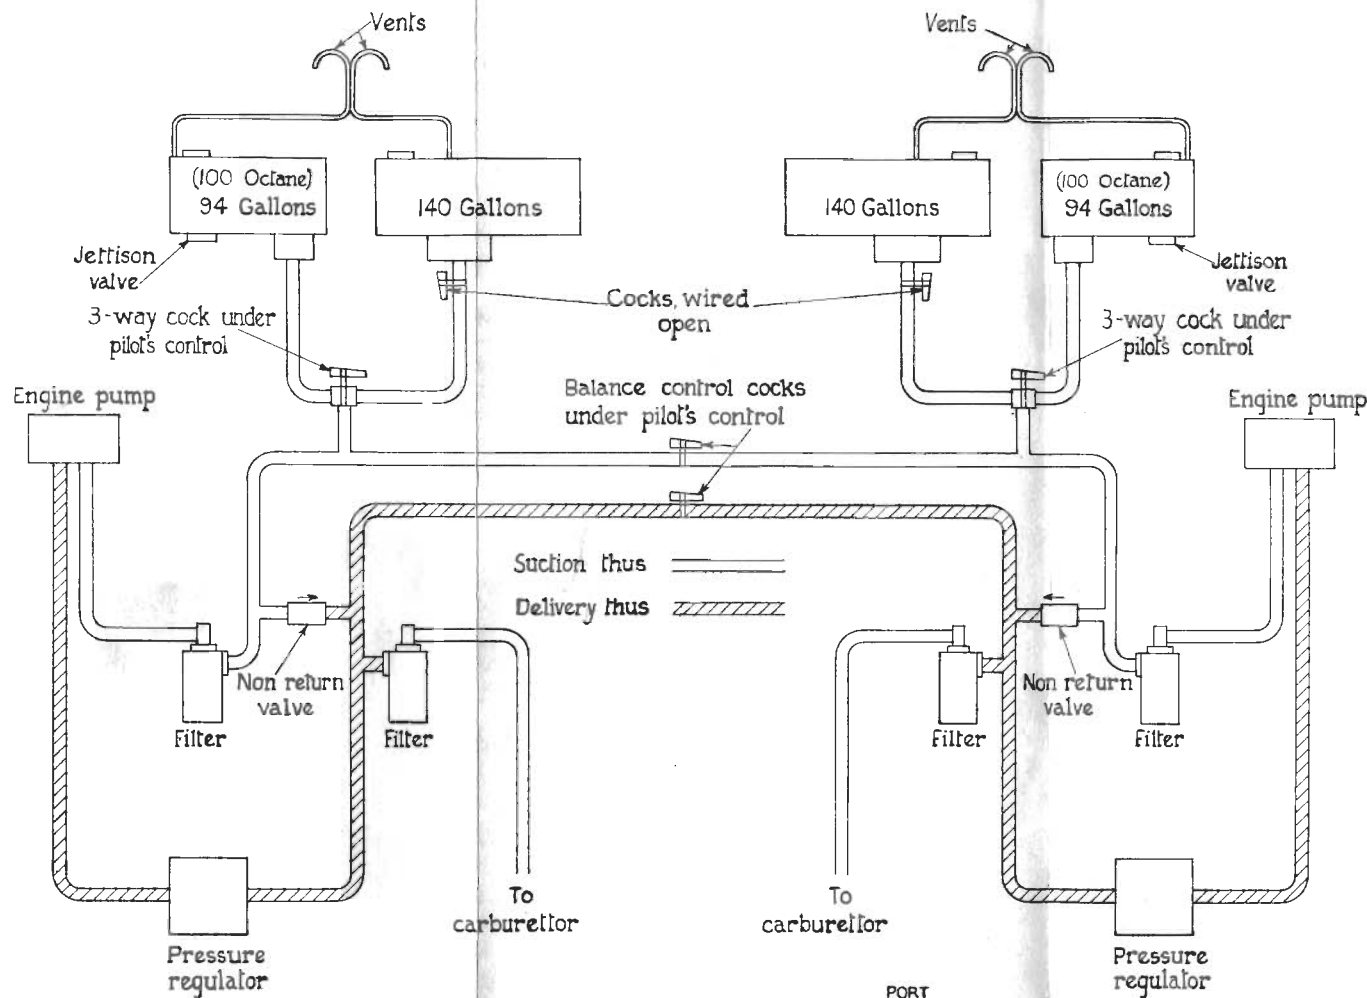 Vents
Vents
(100 Octane)
94 Gallons
140 Gallons
140 Gallons
(100 Octane)
94 Gallons
Jettison
valve
Cocks, wired
open
Jettison
valve
3-way cock under
pilot's control
3-way cock under
pilot's control
Engine pump
Balance control cocks
under pilot's control
Engine pump
Suction thus
Delivery thus
Non return
valve
Non return
valve
Filter
Filter
Filter
Filter
To
carburettor
To
carburettor
Pressure
regulator
Pressure
regulator
PORT